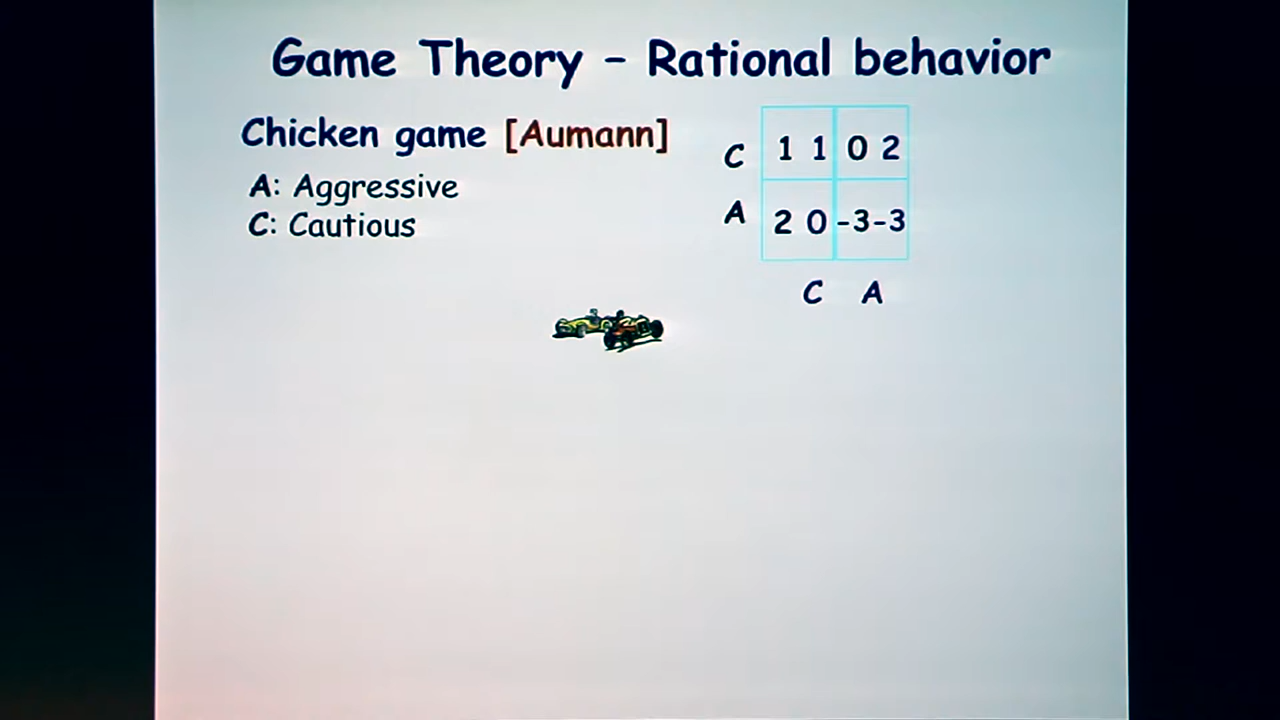 Game Theory – Rational behavior
Chicken game [Aumann]
A: Aggressive
C: Cautious
C 1 1 0 2
A 2 0 -3-3
C A